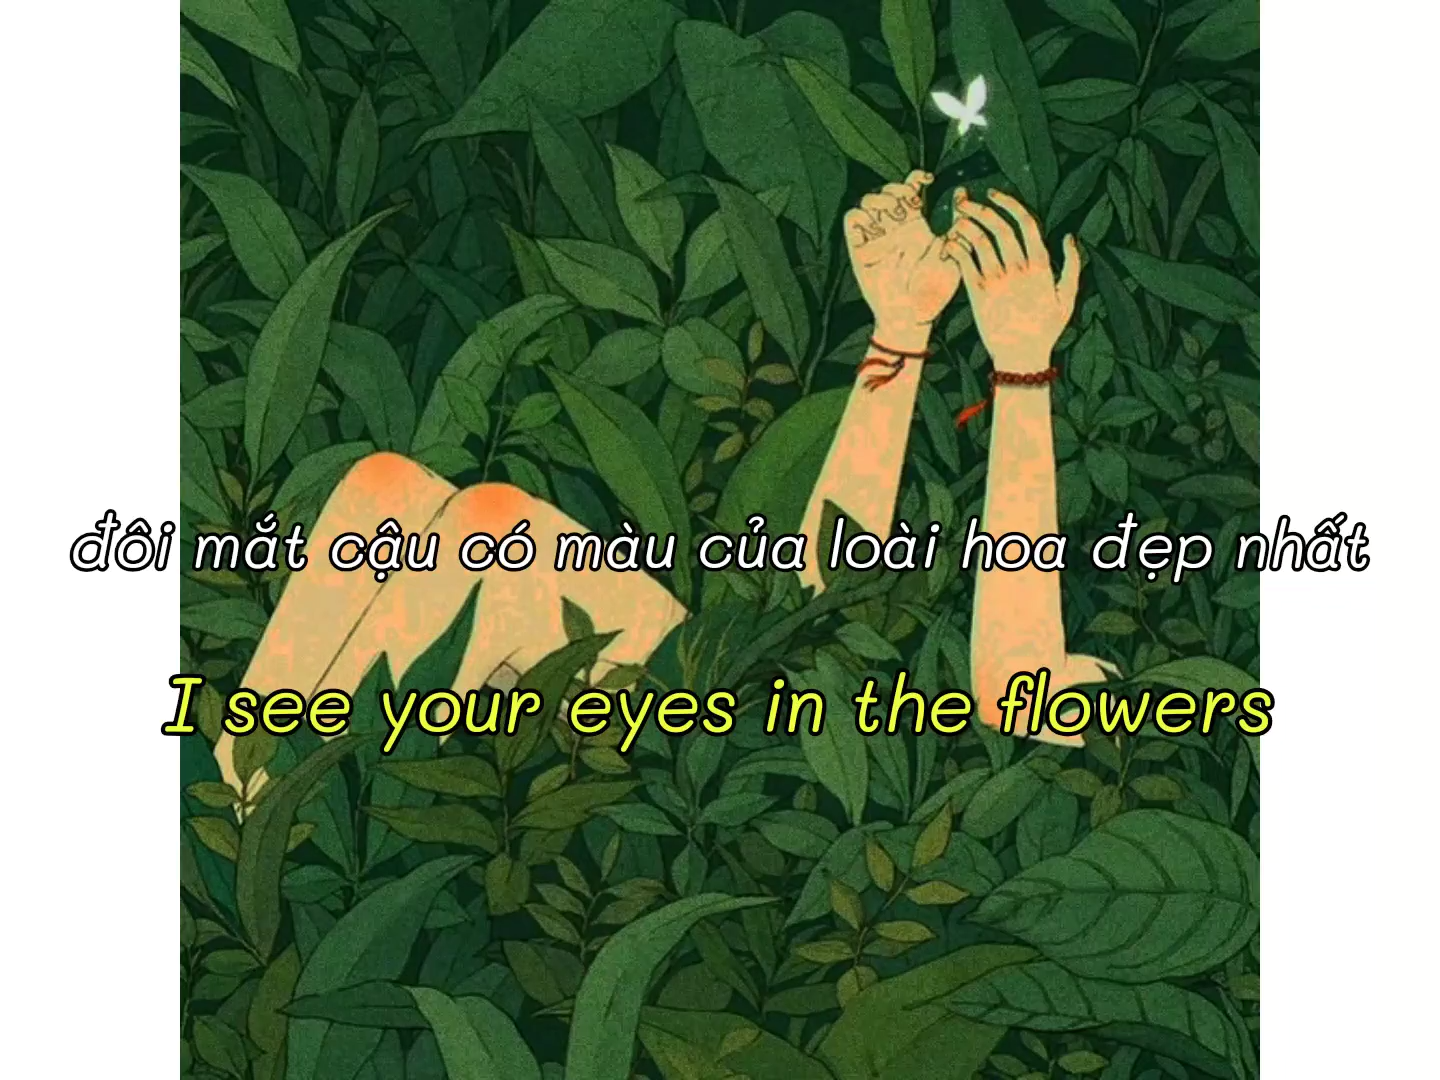 đôi mắt cậu có màu của loài hoa đẹp nhất
I see your eyes in the flowers